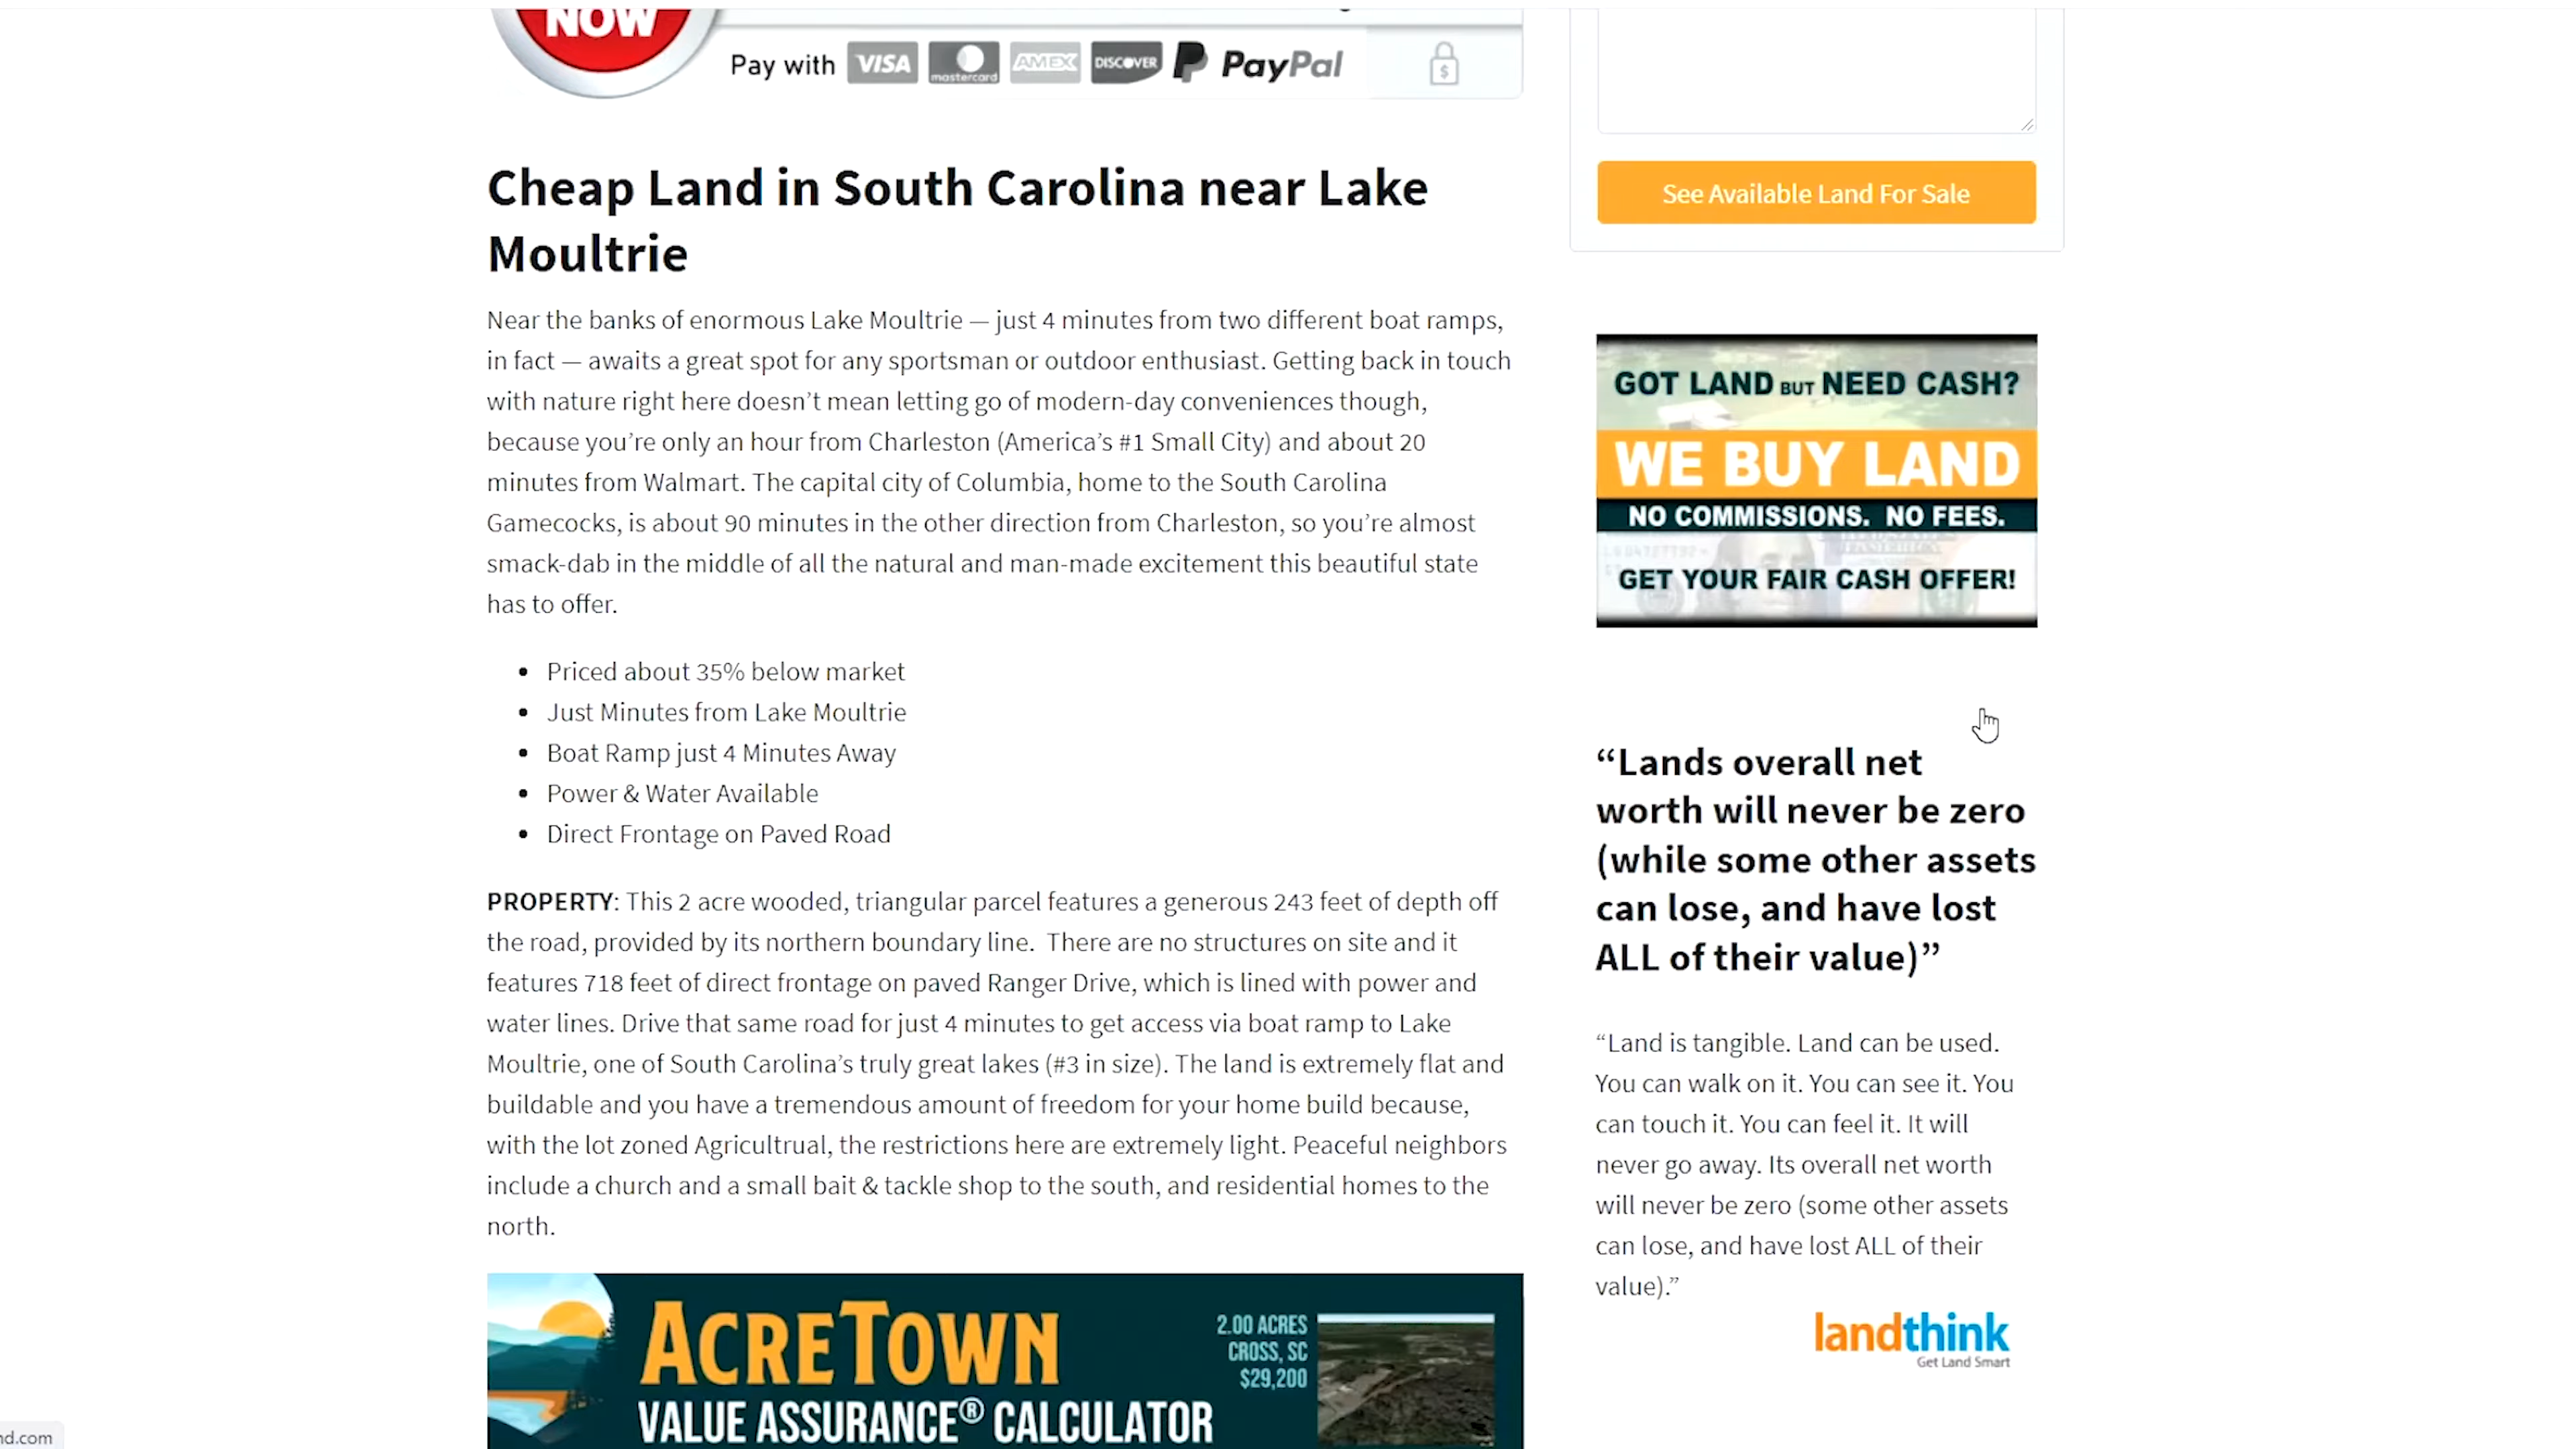 NOW
Pay with VISA mastercard AMEX DISCOVER PayPal
Cheap Land in South Carolina near Lake
Moultrie
Near the banks of enormous Lake Moultrie — just 4 minutes from two different boat ramps,
in fact — awaits a great spot for any sportsman or outdoor enthusiast. Getting back in touch
with nature right here doesn’t mean letting go of modern-day conveniences though,
because you’re only an hour from Charleston (America’s #1 Small City) and about 20
minutes from Walmart. The capital city of Columbia, home to the South Carolina
Gamecocks, is about 90 minutes in the other direction from Charleston, so you’re almost
smack-dab in the middle of all the natural and man-made excitement this beautiful state
has to offer.
• Priced about 35% below market
• Just Minutes from Lake Moultrie
• Boat Ramp just 4 Minutes Away
• Power & Water Available
• Direct Frontage on Paved Road
PROPERTY: This 2 acre wooded, triangular parcel features a generous 243 feet of depth off
the road, provided by its northern boundary line. There are no structures on site and it
features 718 feet of direct frontage on paved Ranger Drive, which is lined with power and
water lines. Drive that same road for just 4 minutes to get access via boat ramp to Lake
Moultrie, one of South Carolina’s truly great lakes (#3 in size). The land is extremely flat and
buildable and you have a tremendous amount of freedom for your home build because,
with the lot zoned Agricultrual, the restrictions here are extremely light. Peaceful neighbors
include a church and a small bait & tackle shop to the south, and residential homes to the
north.
ACRETOWN
VALUE ASSURANCE® CALCULATOR
2.00 ACRES
CROSS, SC
$29,200
See Available Land For Sale
GOT LAND BUT NEED CASH?
WE BUY LAND
NO COMMISSIONS. NO FEES.
GET YOUR FAIR CASH OFFER!
“Lands overall net
worth will never be zero
(while some other assets
can lose, and have lost
ALL of their value)”
“Land is tangible. Land can be used.
You can walk on it. You can see it. You
can touch it. You can feel it. It will
never go away. Its overall net worth
will never be zero (some other assets
can lose, and have lost ALL of their
value).”
landthink
Get Land Smart
nd.com